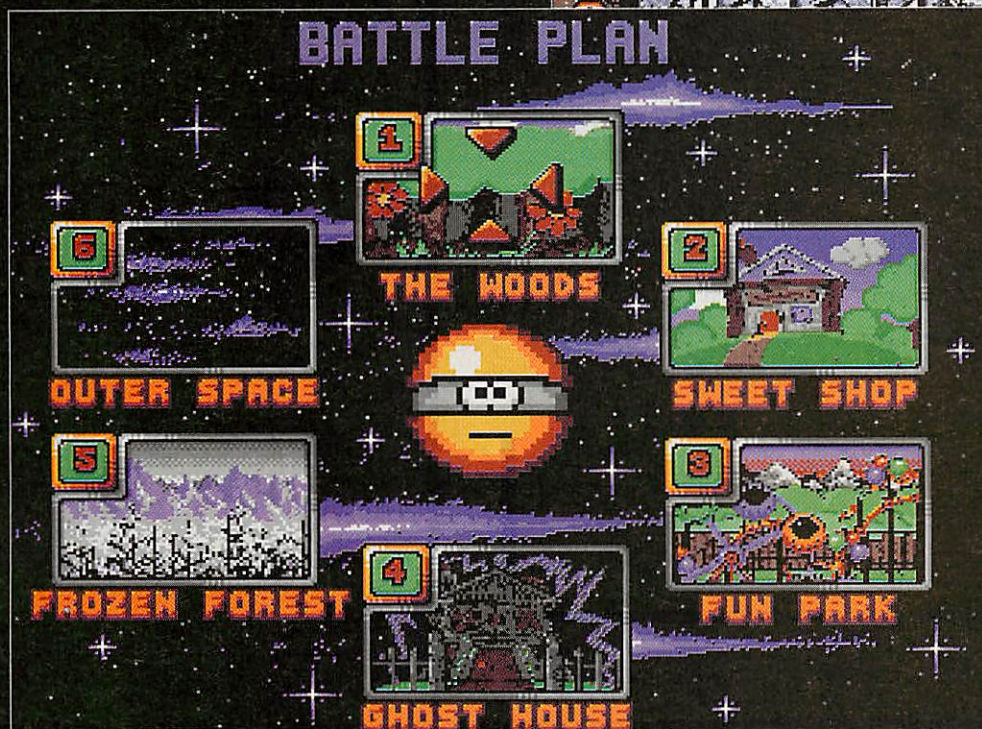 BATTLE PLAN
1
THE WOODS
2
SWEET SHOP
3
FUN PARK
4
GHOST HOUSE
5
FROZEN FOREST
6
OUTER SPACE